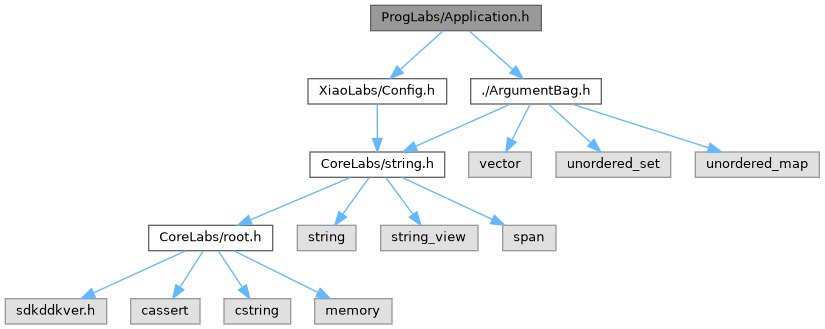 ProgLabs/Application.h
XiaoLabs/Config.h
./ArgumentBag.h
CoreLabs/string.h
vector
unordered_set
unordered_map
CoreLabs/root.h
string
string_view
span
sdkddkver.h
cassert
cstring
memory